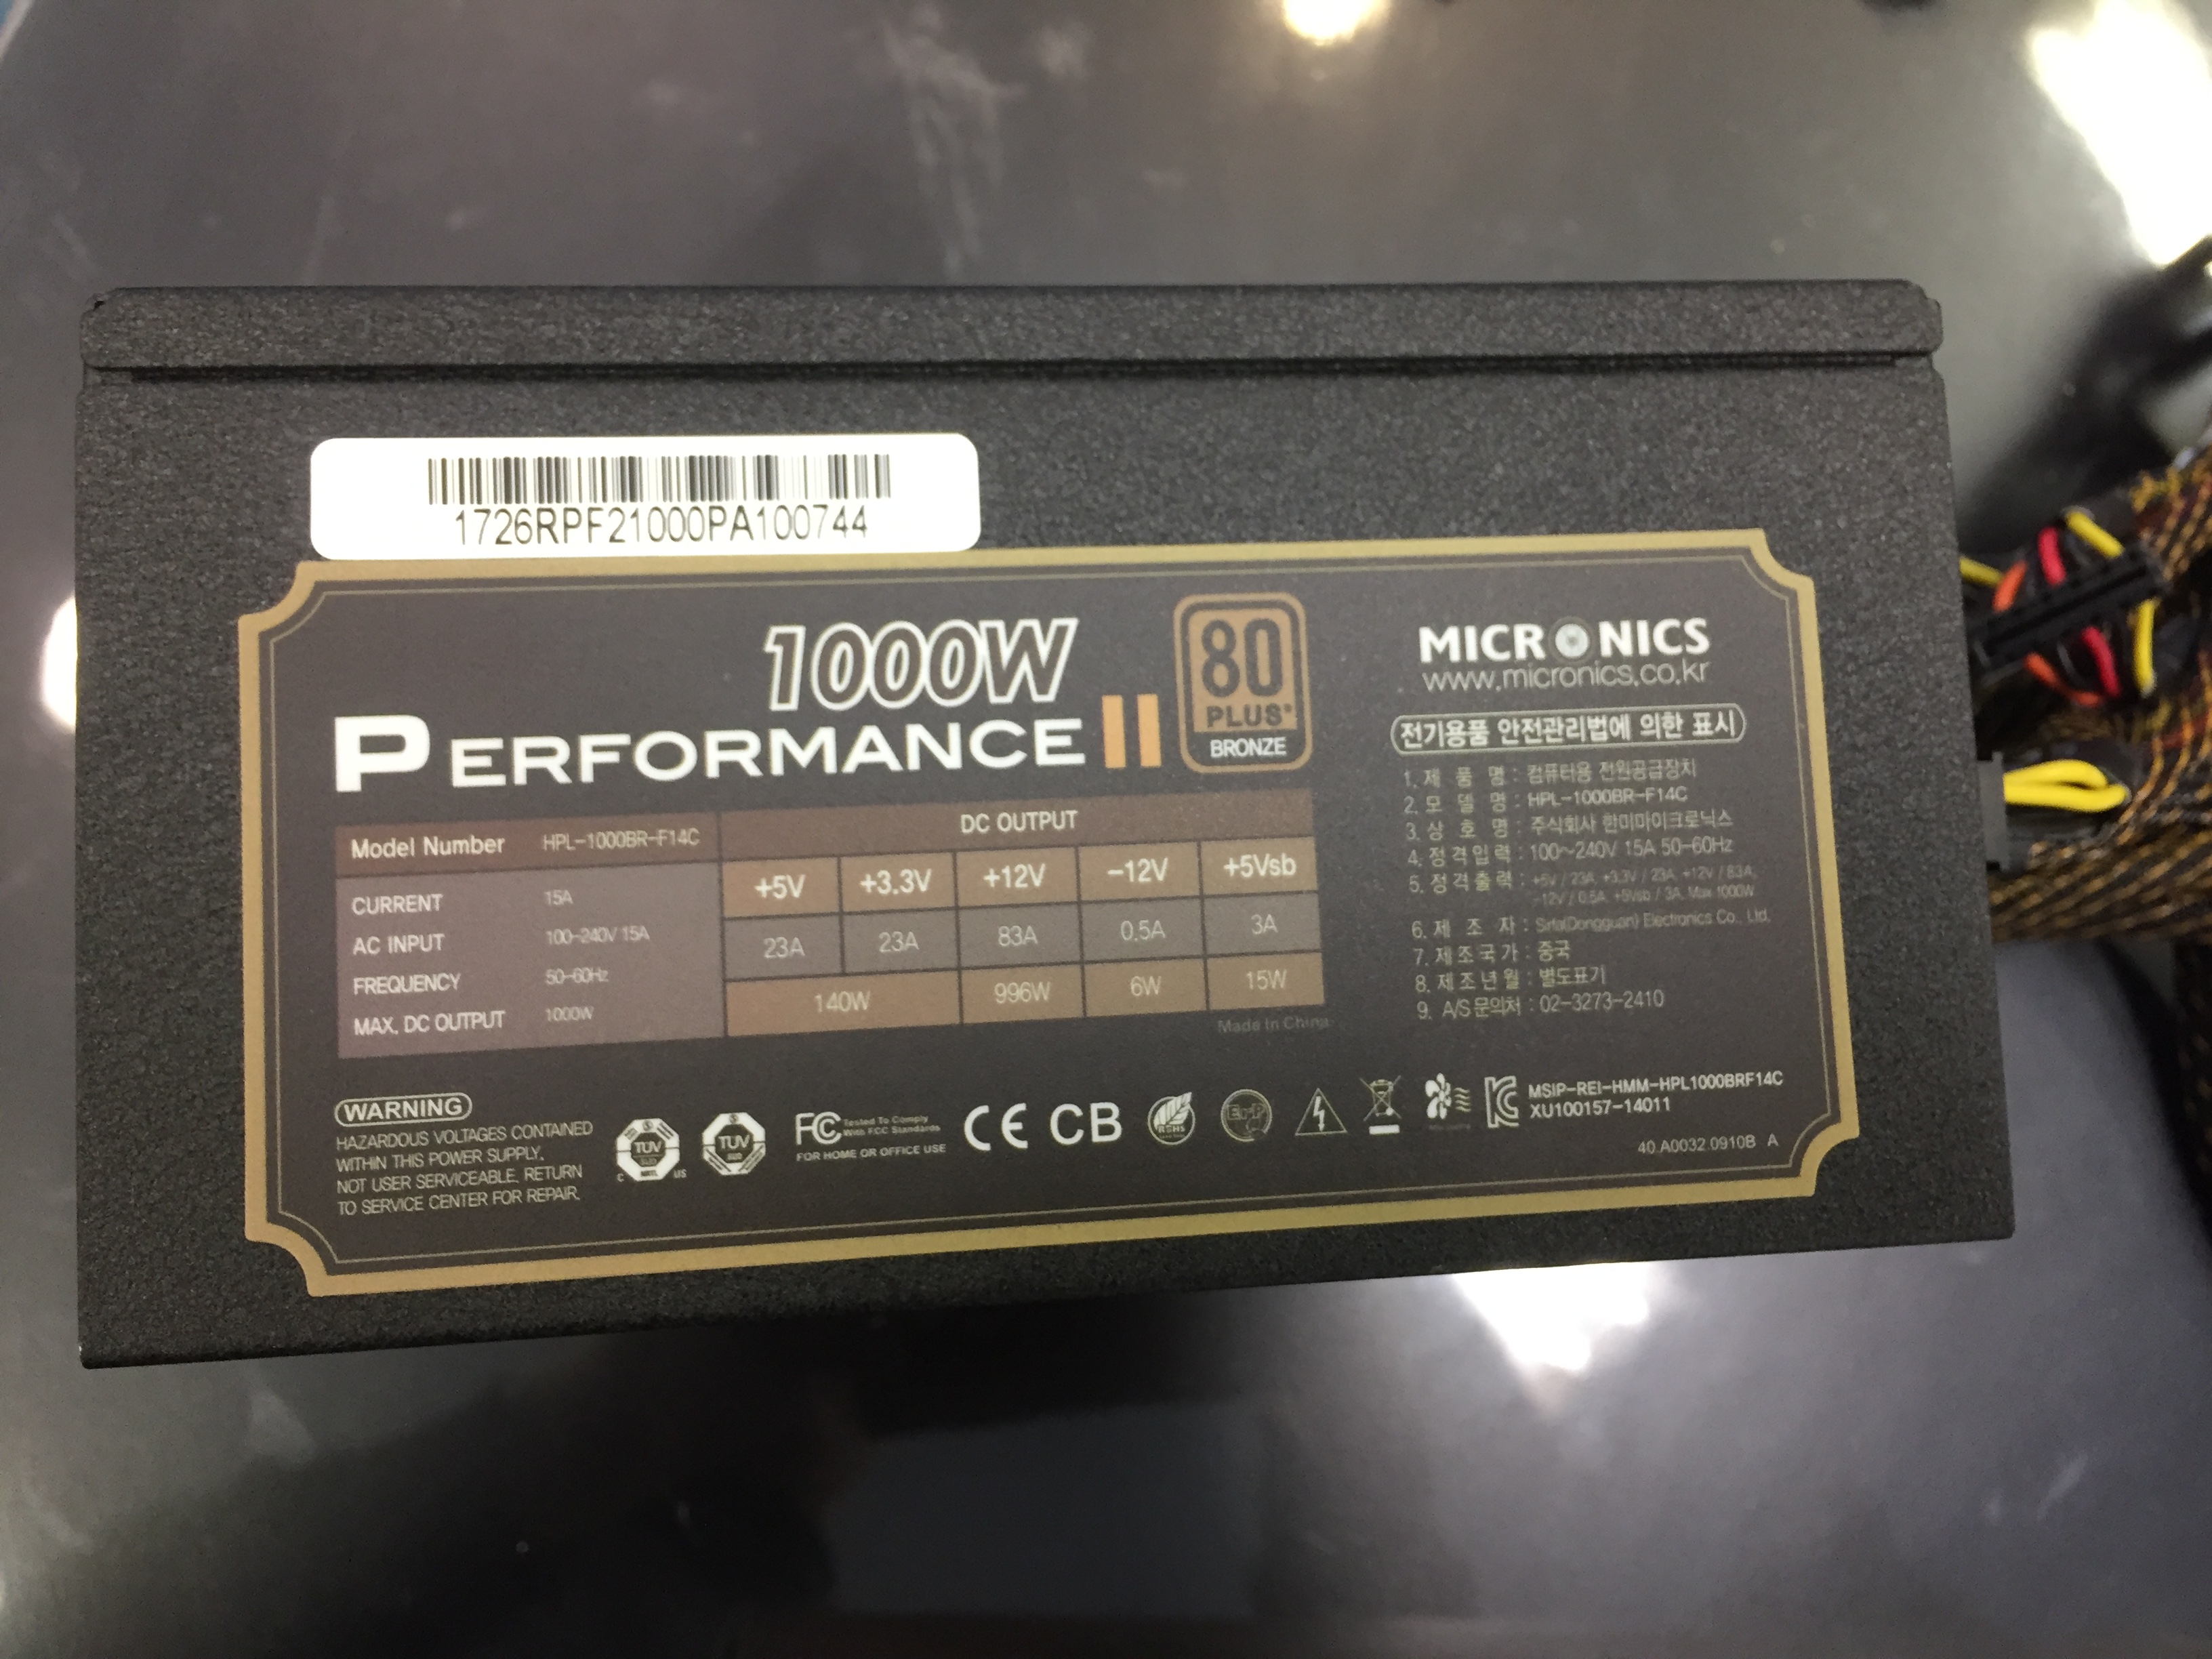 1726RPF21000PA100744
1000W
PERFORMANCE II
80
PLUS
BRONZE
Model Number HPL-1000BR-F14C
CURRENT 15A
AC INPUT 100-240V 15A
FREQUENCY 50-60Hz
MAX. DC OUTPUT 1000W
DC OUTPUT
+5V +3.3V +12V -12V +5Vsb
23A 23A 83A 0.5A 3A
140W 996W 6W 15W
Made in China
MICRONICS
www.micronics.co.kr
전기용품 안전관리법에 의한 표시
1. 제 품 명 : 컴퓨터용 전원공급장치
2. 모 델 명 : HPL-1000BR-F14C
3. 상 호 명 : 주식회사 한미마이크로닉스
4. 정격입력 : 100~240V 15A 50-60Hz
5. 정격출력 : +5V / 23A, +3.3V / 23A, +12V / 83A,
-12V / 0.5A, +5Vsb / 3A, Max 1000W
6. 제 조 자 : Sirfa(Dongguan) Electronics Co., Ltd.
7. 제조국가 : 중국
8. 제조년월 : 별도표기
9. A/S문의처 : 02-3273-2410
WARNING
HAZARDOUS VOLTAGES CONTAINED
WITHIN THIS POWER SUPPLY.
NOT USER SERVICEABLE. RETURN
TO SERVICE CENTER FOR REPAIR.
C TUV US
TUV
FC Tested To Comply
With FCC Standards
FOR HOME OR OFFICE USE
CE CB
RoHS
ErP
MSIP-REI-HMM-HPL1000BRF14C
XU100157-14011
40.A0032.0910B A